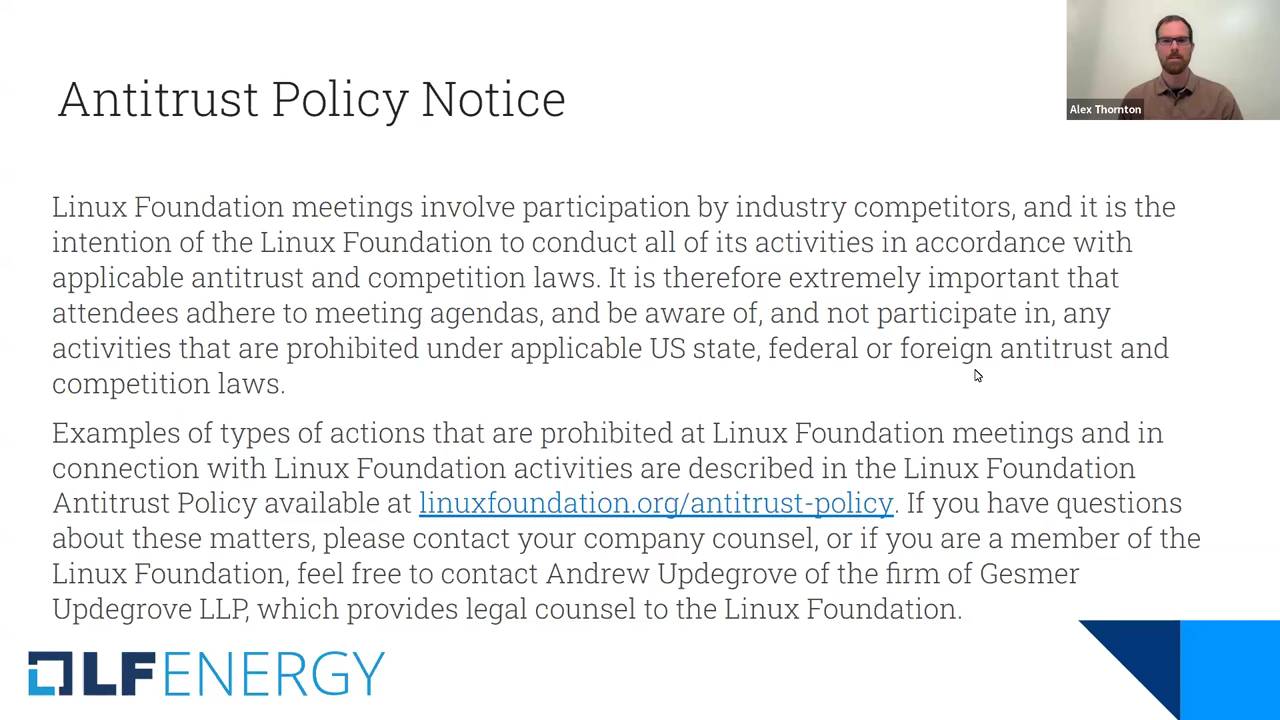 Antitrust Policy Notice
Alex Thornton
Linux Foundation meetings involve participation by industry competitors, and it is the
intention of the Linux Foundation to conduct all of its activities in accordance with
applicable antitrust and competition laws. It is therefore extremely important that
attendees adhere to meeting agendas, and be aware of, and not participate in, any
activities that are prohibited under applicable US state, federal or foreign antitrust and
competition laws.
Examples of types of actions that are prohibited at Linux Foundation meetings and in
connection with Linux Foundation activities are described in the Linux Foundation
Antitrust Policy available at linuxfoundation.org/antitrust-policy. If you have questions
about these matters, please contact your company counsel, or if you are a member of the
Linux Foundation, feel free to contact Andrew Updegrove of the firm of Gesmer
Updegrove LLP, which provides legal counsel to the Linux Foundation.
LFENERGY